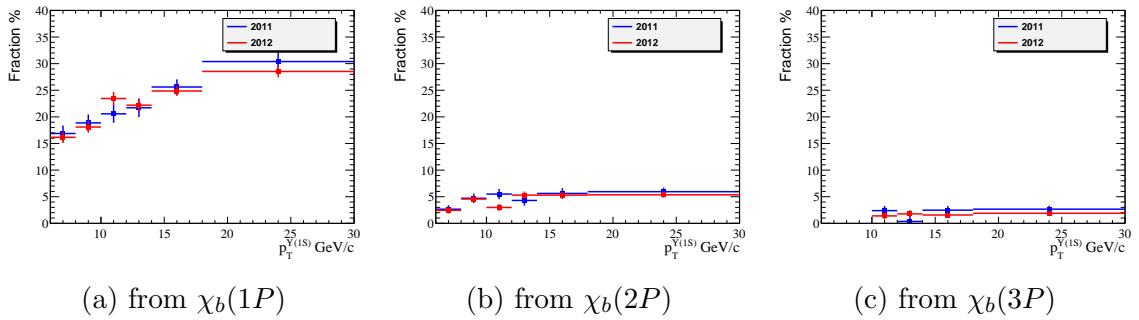 Fraction %
40
35
30
25
20
15
10
5
0
2011
2012
10 15 20 25 30
p_T^{Υ(1S)} GeV/c
(a) from χ_b(1P)
Fraction %
40
35
30
25
20
15
10
5
0
2011
2012
10 15 20 25 30
p_T^{Υ(1S)} GeV/c
(b) from χ_b(2P)
Fraction %
40
35
30
25
20
15
10
5
0
2011
2012
10 15 20 25 30
p_T^{Υ(1S)} GeV/c
(c) from χ_b(3P)